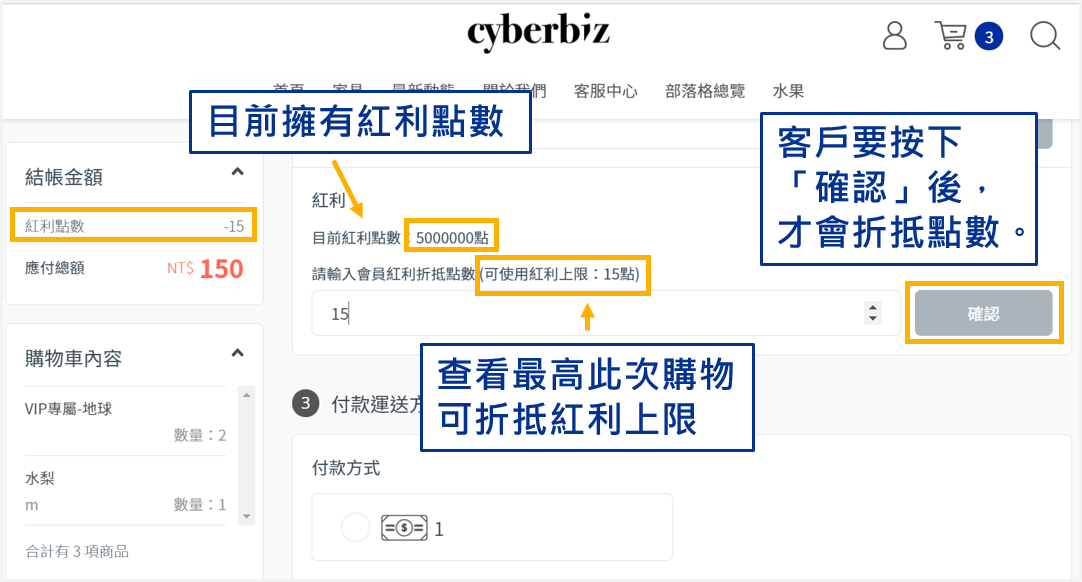 cyberbiz
3
首頁 家具 最新動態 關於我們 客服中心 部落格總覽 水果
目前擁有紅利點數
客戶要按下
「確認」後，
才會折抵點數。
結帳金額
紅利點數 -15
應付總額 NT$ 150
紅利
目前紅利點數：5000000點
請輸入會員紅利折抵點數(可使用紅利上限：15點)
15
確認
查看最高此次購物
可折抵紅利上限
購物車內容
VIP專屬-地球
數量：2
水梨
m 數量：1
合計有 3 項商品
3 付款運送方
付款方式
1